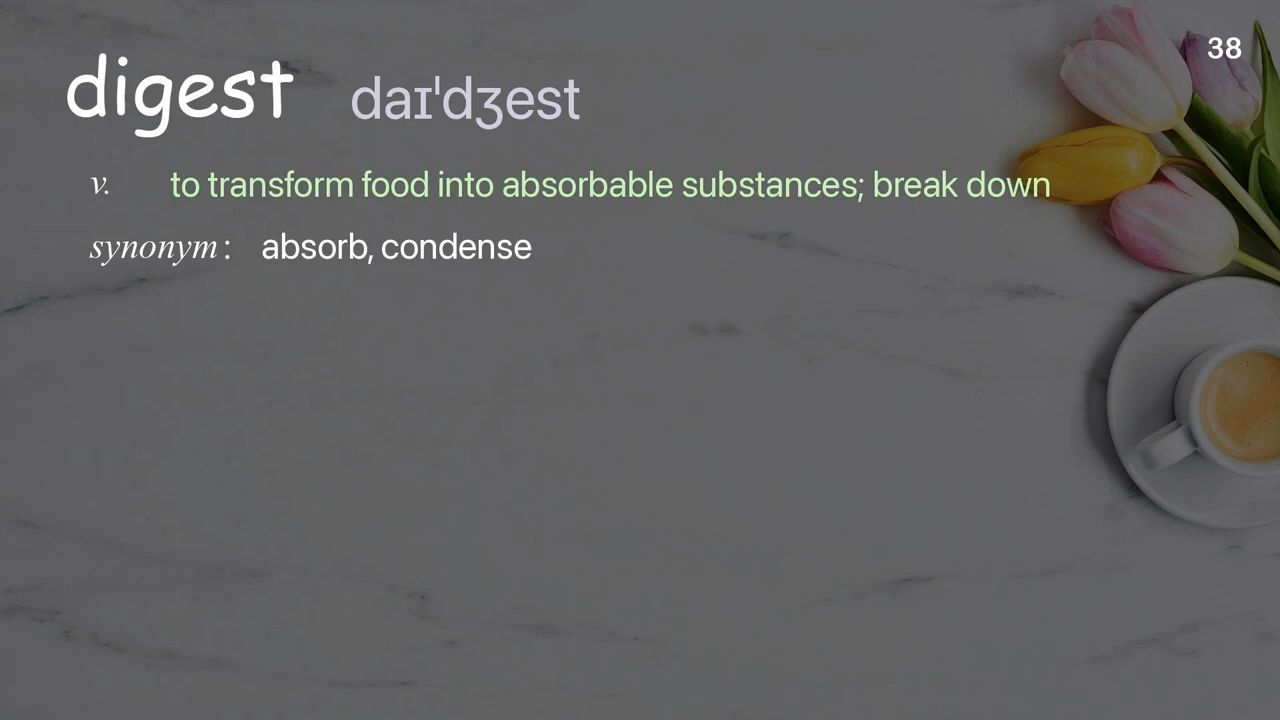 38
digest daɪˈdʒest
v. to transform food into absorbable substances; break down
synonym: absorb, condense